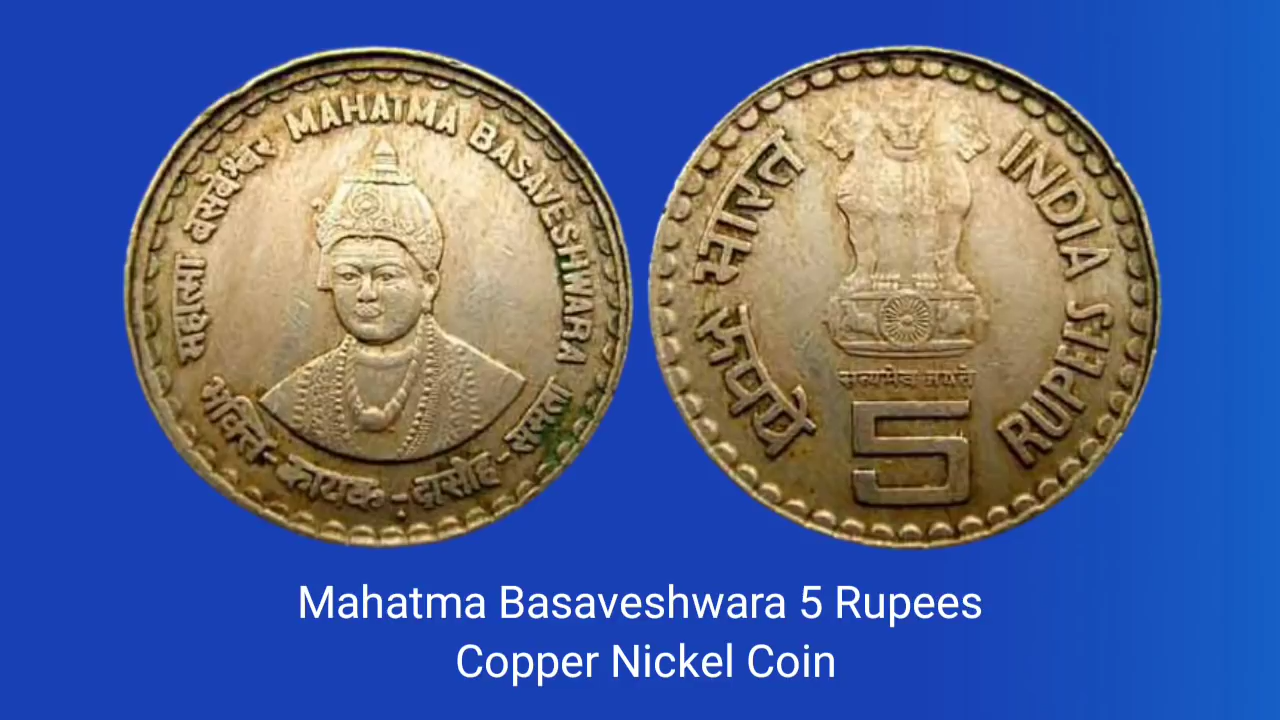 महात्मा बसवेश्वर MAHATMA BASAVESHWARA
भक्ति - कायक - दासोह - समता
भारत INDIA
रुपये RUPEES
सत्यमेव जयते
5
Mahatma Basaveshwara 5 Rupees
Copper Nickel Coin